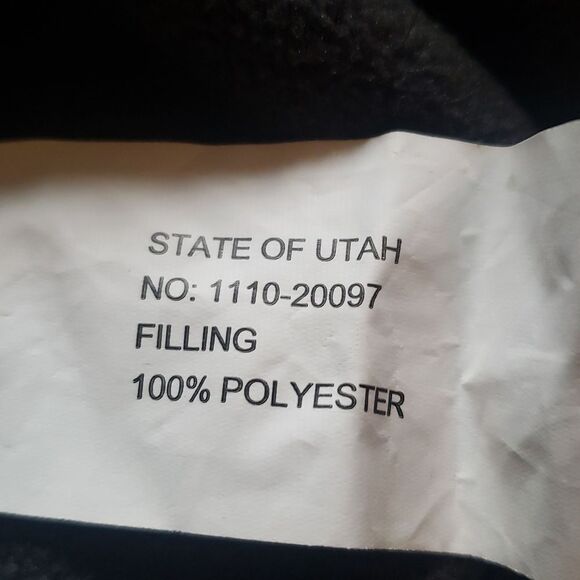 STATE OF UTAH
NO: 1110-20097
FILLING
100% POLYESTER